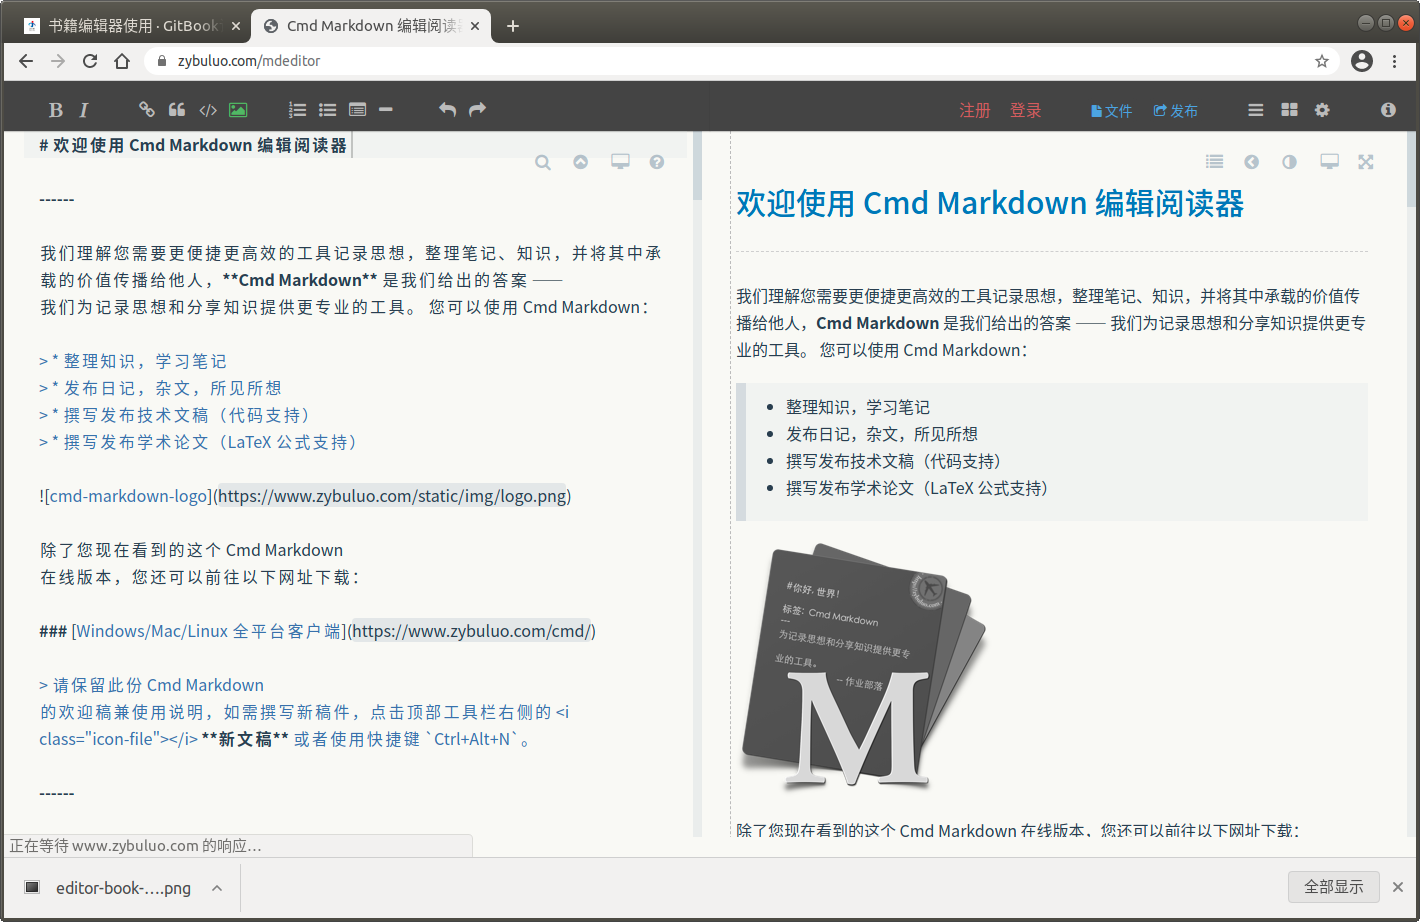 书籍编辑器使用 · GitBook
Cmd Markdown 编辑阅读器
zybuluo.com/mdeditor
B I
注册 登录 文件 发布
# 欢迎使用 Cmd Markdown 编辑阅读器
------
我们理解您需要更便捷更高效的工具记录思想，整理笔记、知识，并将其中承
载的价值传播给他人，**Cmd Markdown** 是我们给出的答案 ——
我们为记录思想和分享知识提供更专业的工具。 您可以使用 Cmd Markdown：
> * 整理知识，学习笔记
> * 发布日记，杂文，所见所想
> * 撰写发布技术文稿（代码支持）
> * 撰写发布学术论文（LaTeX 公式支持）
![cmd-markdown-logo](https://www.zybuluo.com/static/img/logo.png)
除了您现在看到的这个 Cmd Markdown
在线版本，您还可以前往以下网址下载：
### [Windows/Mac/Linux 全平台客户端](https://www.zybuluo.com/cmd/)
> 请保留此份 Cmd Markdown
的欢迎稿兼使用说明，如需撰写新稿件，点击顶部工具栏右侧的 <i
class="icon-file"></i> **新文稿** 或者使用快捷键 `Ctrl+Alt+N`。
------
欢迎使用 Cmd Markdown 编辑阅读器
我们理解您需要更便捷更高效的工具记录思想，整理笔记、知识，并将其中承载的价值传
播给他人，Cmd Markdown 是我们给出的答案 —— 我们为记录思想和分享知识提供更专
业的工具。 您可以使用 Cmd Markdown：
整理知识，学习笔记
发布日记，杂文，所见所想
撰写发布技术文稿（代码支持）
撰写发布学术论文（LaTeX 公式支持）
#你好, 世界！
标签: Cmd Markdown
—
为记录思想和分享知识提供更专
业的工具。
— 作业部落
M
除了您现在看到的这个 Cmd Markdown 在线版本，您还可以前往以下网址下载：
正在等待 www.zybuluo.com 的响应…
editor-book-....png
全部显示